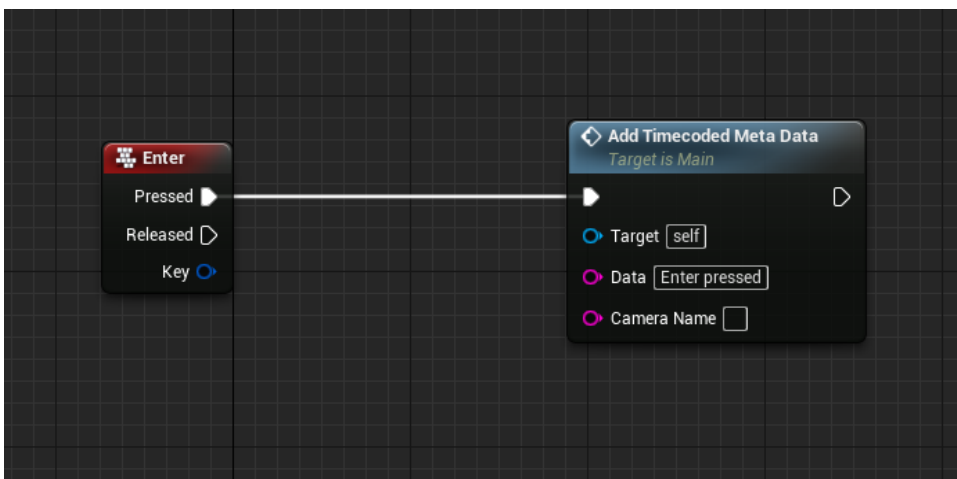 Enter
Pressed
Released
Key
Add Timecoded Meta Data
Target is Main
Target self
Data Enter pressed
Camera Name